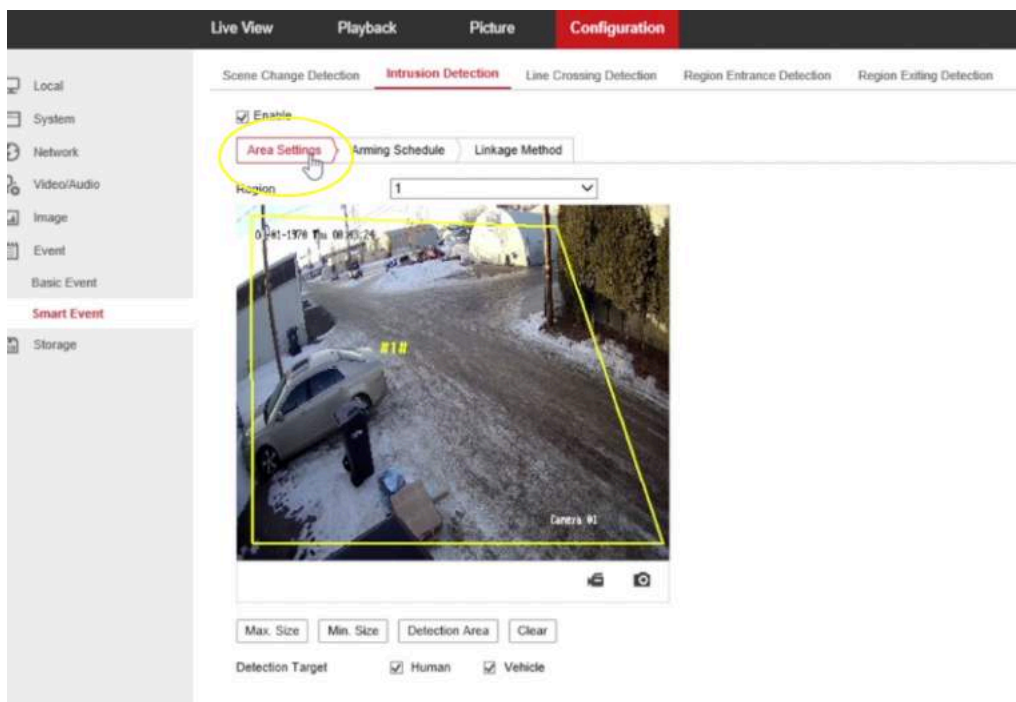 Live View Playback Picture Configuration
Scene Change Detection Intrusion Detection Line Crossing Detection Region Entrance Detection Region Exiting Detection
Local
System
Network
Video/Audio
Image
Event
Basic Event
Smart Event
Storage
Enable
Area Settings Arming Schedule Linkage Method
Region 1
-1970 Thu
#1#
Camera 01
Max. Size Min. Size Detection Area Clear
Detection Target Human Vehicle